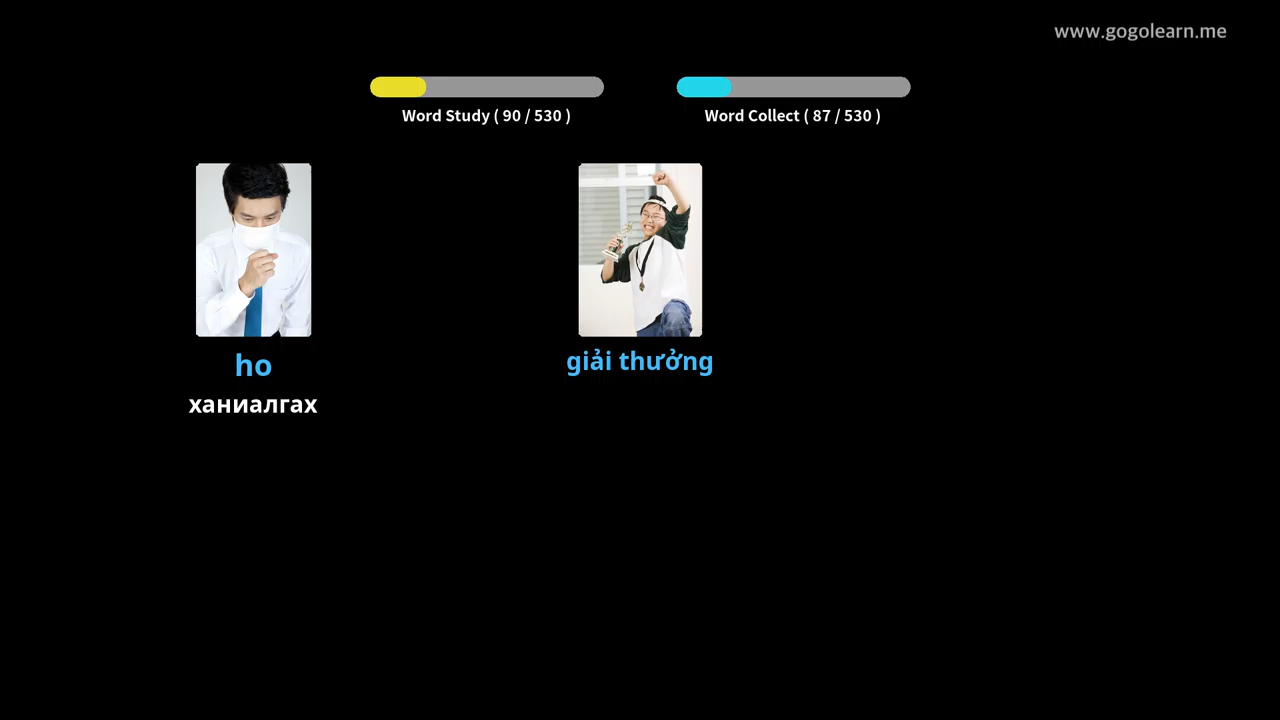 www.gogolearn.me
Word Study ( 90 / 530 )
Word Collect ( 87 / 530 )
ho
ханиалгах
giải thưởng